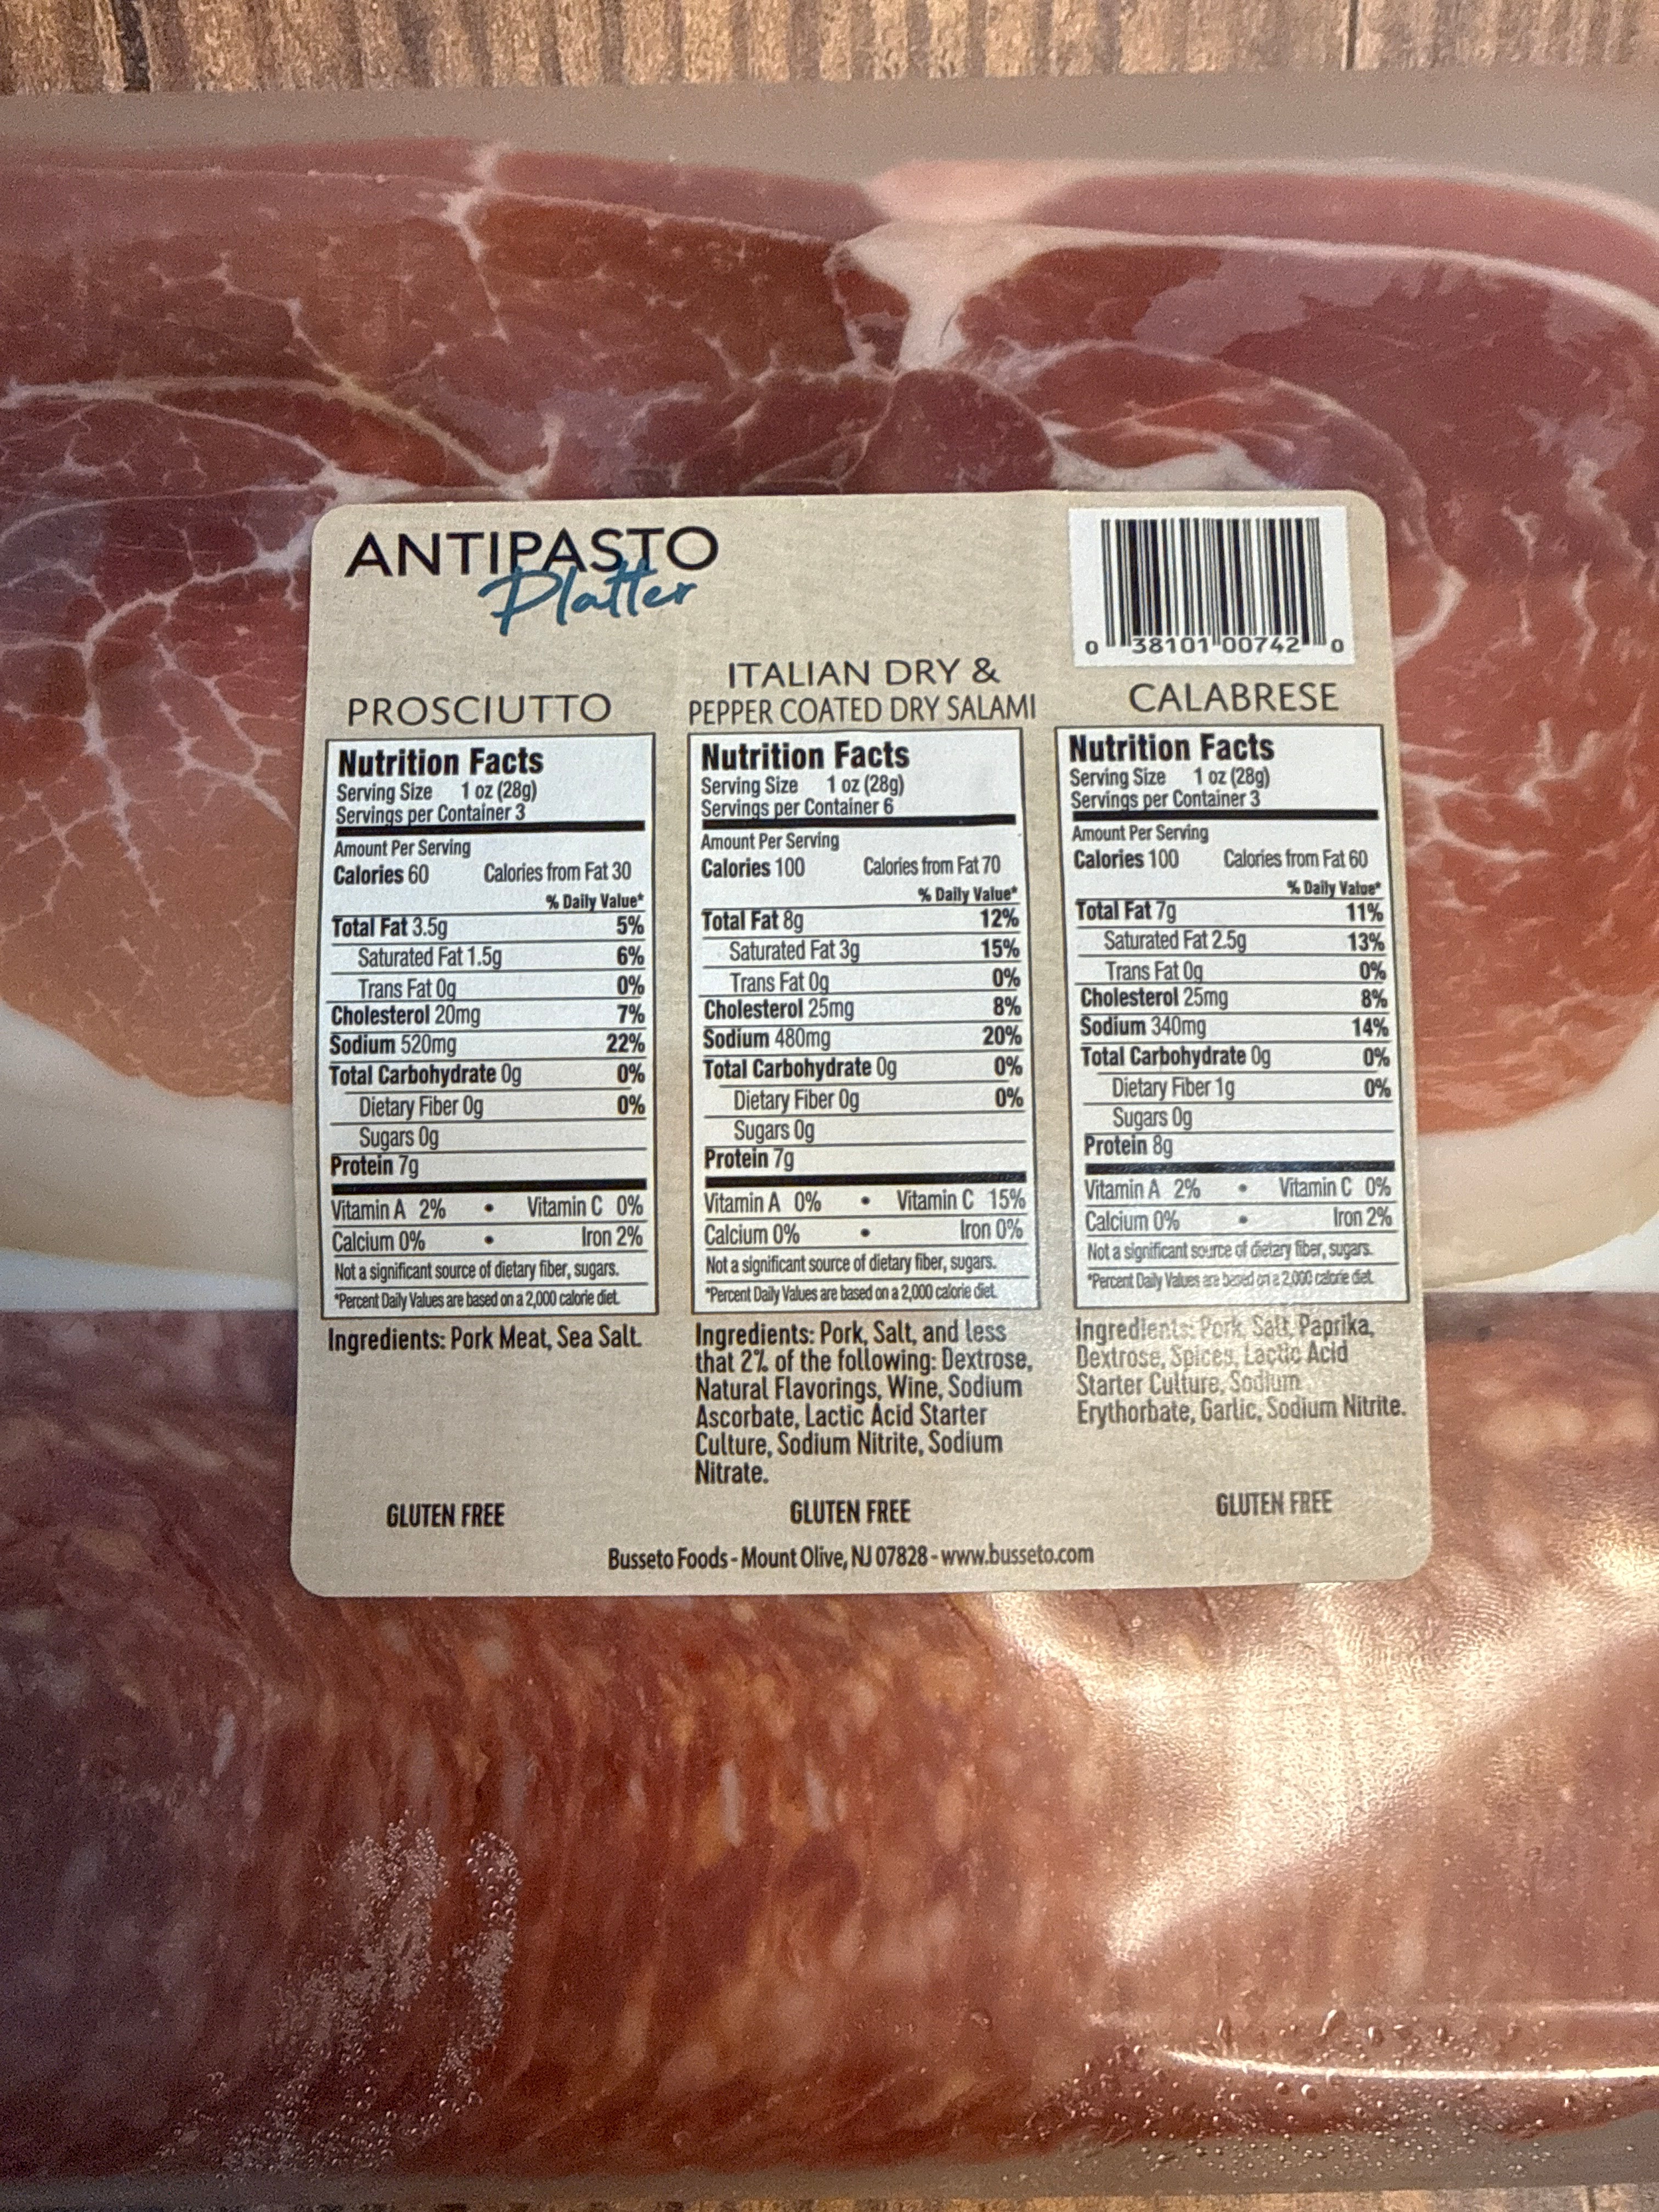 ANTIPASTO
Platter
0 38101 00742 0
PROSCIUTTO
Nutrition Facts
Serving Size 1 oz (28g)
Servings per Container 3
Amount Per Serving
Calories 60 Calories from Fat 30
% Daily Value*
Total Fat 3.5g 5%
Saturated Fat 1.5g 6%
Trans Fat 0g 0%
Cholesterol 20mg 7%
Sodium 520mg 22%
Total Carbohydrate 0g 0%
Dietary Fiber 0g 0%
Sugars 0g
Protein 7g
Vitamin A 2% • Vitamin C 0%
Calcium 0% • Iron 2%
Not a significant source of dietary fiber, sugars.
*Percent Daily Values are based on a 2,000 calorie diet.
Ingredients: Pork Meat, Sea Salt.
GLUTEN FREE
ITALIAN DRY &
PEPPER COATED DRY SALAMI
Nutrition Facts
Serving Size 1 oz (28g)
Servings per Container 6
Amount Per Serving
Calories 100 Calories from Fat 70
% Daily Value*
Total Fat 8g 12%
Saturated Fat 3g 15%
Trans Fat 0g 0%
Cholesterol 25mg 8%
Sodium 480mg 20%
Total Carbohydrate 0g 0%
Dietary Fiber 0g 0%
Sugars 0g
Protein 7g
Vitamin A 0% • Vitamin C 15%
Calcium 0% • Iron 0%
Not a significant source of dietary fiber, sugars.
*Percent Daily Values are based on a 2,000 calorie diet.
Ingredients: Pork, Salt, and less
that 2% of the following: Dextrose,
Natural Flavorings, Wine, Sodium
Ascorbate, Lactic Acid Starter
Culture, Sodium Nitrite, Sodium
Nitrate.
GLUTEN FREE
CALABRESE
Nutrition Facts
Serving Size 1 oz (28g)
Servings per Container 3
Amount Per Serving
Calories 100 Calories from Fat 60
% Daily Value*
Total Fat 7g 11%
Saturated Fat 2.5g 13%
Trans Fat 0g 0%
Cholesterol 25mg 8%
Sodium 340mg 14%
Total Carbohydrate 0g 0%
Dietary Fiber 1g 0%
Sugars 0g
Protein 8g
Vitamin A 2% • Vitamin C 0%
Calcium 0% • Iron 2%
Not a significant source of dietary fiber, sugars.
*Percent Daily Values are based on a 2,000 calorie diet.
Ingredients: Pork, Salt, Paprika,
Dextrose, Spices, Lactic Acid
Starter Culture, Sodium
Erythorbate, Garlic, Sodium Nitrite.
GLUTEN FREE
Busseto Foods - Mount Olive, NJ 07828 - www.busseto.com